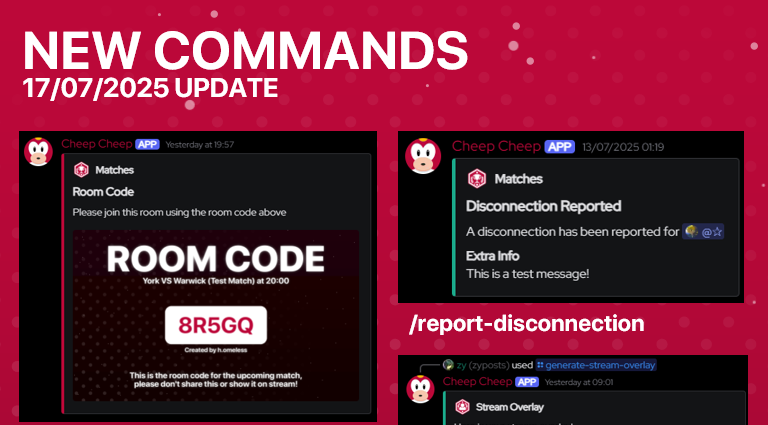 NEW COMMANDS
17/07/2025 UPDATE
Cheep Cheep APP Yesterday at 19:57
Matches
Room Code
Please join this room using the room code above
ROOM CODE
York VS Warwick (Test Match) at 20:00
8R5GQ
Created by h.omeless
This is the room code for the upcoming match,
please don't share this or show it on stream!
Cheep Cheep APP 13/07/2025 01:19
Matches
Disconnection Reported
A disconnection has been reported for @☆
Extra Info
This is a test message!
/report-disconnection
zy (zyposts) used generate-stream-overlay
Cheep Cheep APP Yesterday at 09:01
Stream Overlay